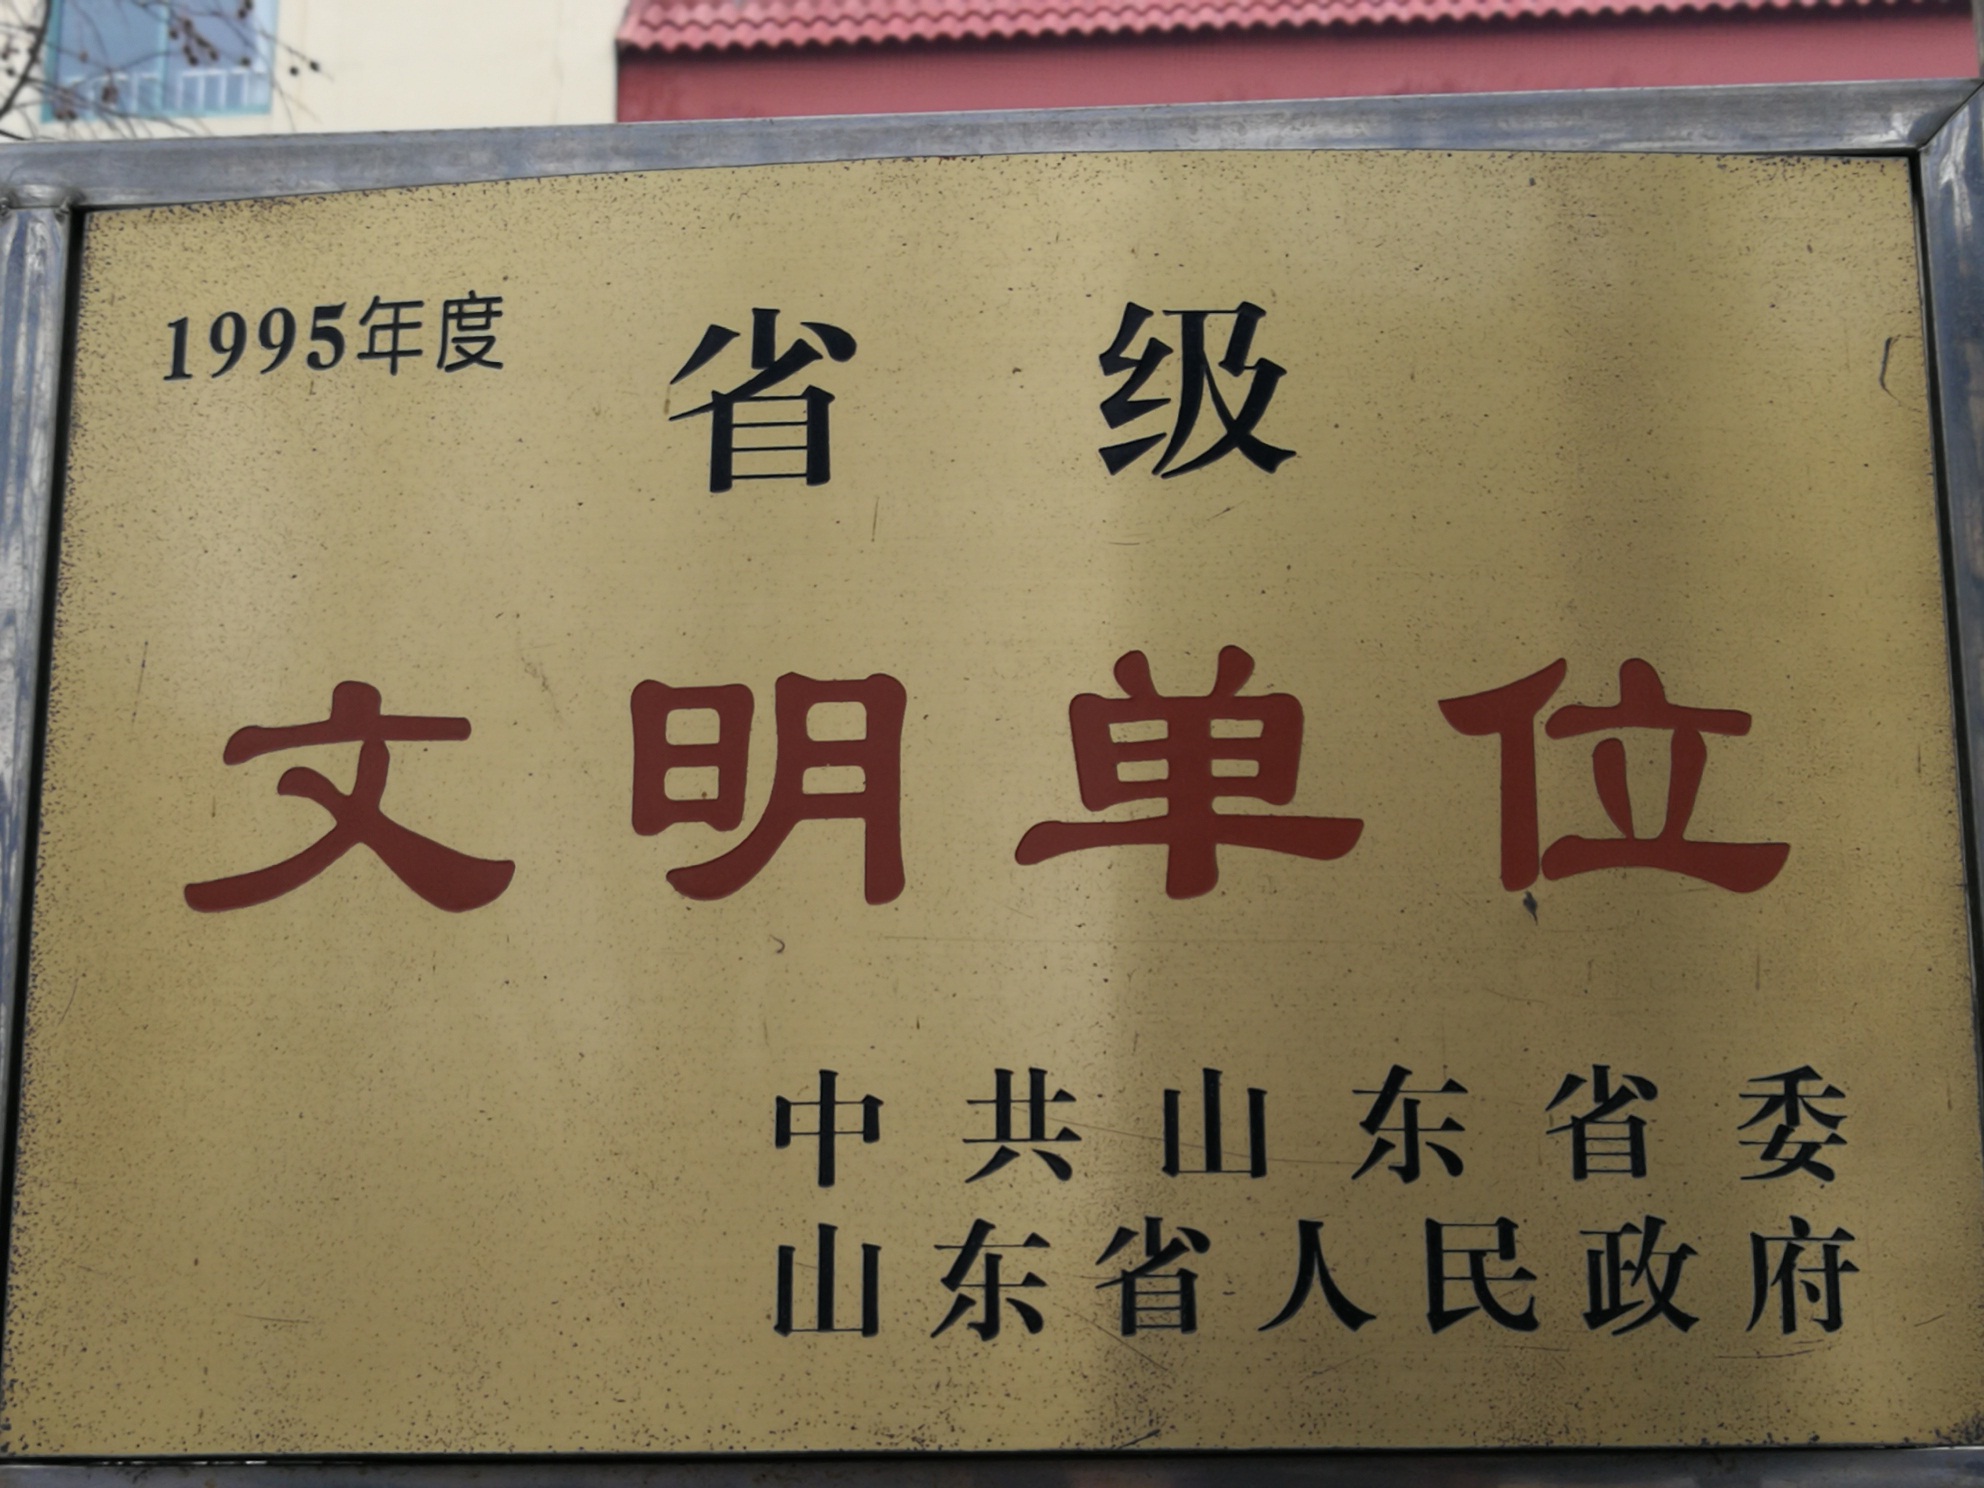 1995年度 省级
文明单位
中共山东省委
山东省人民政府